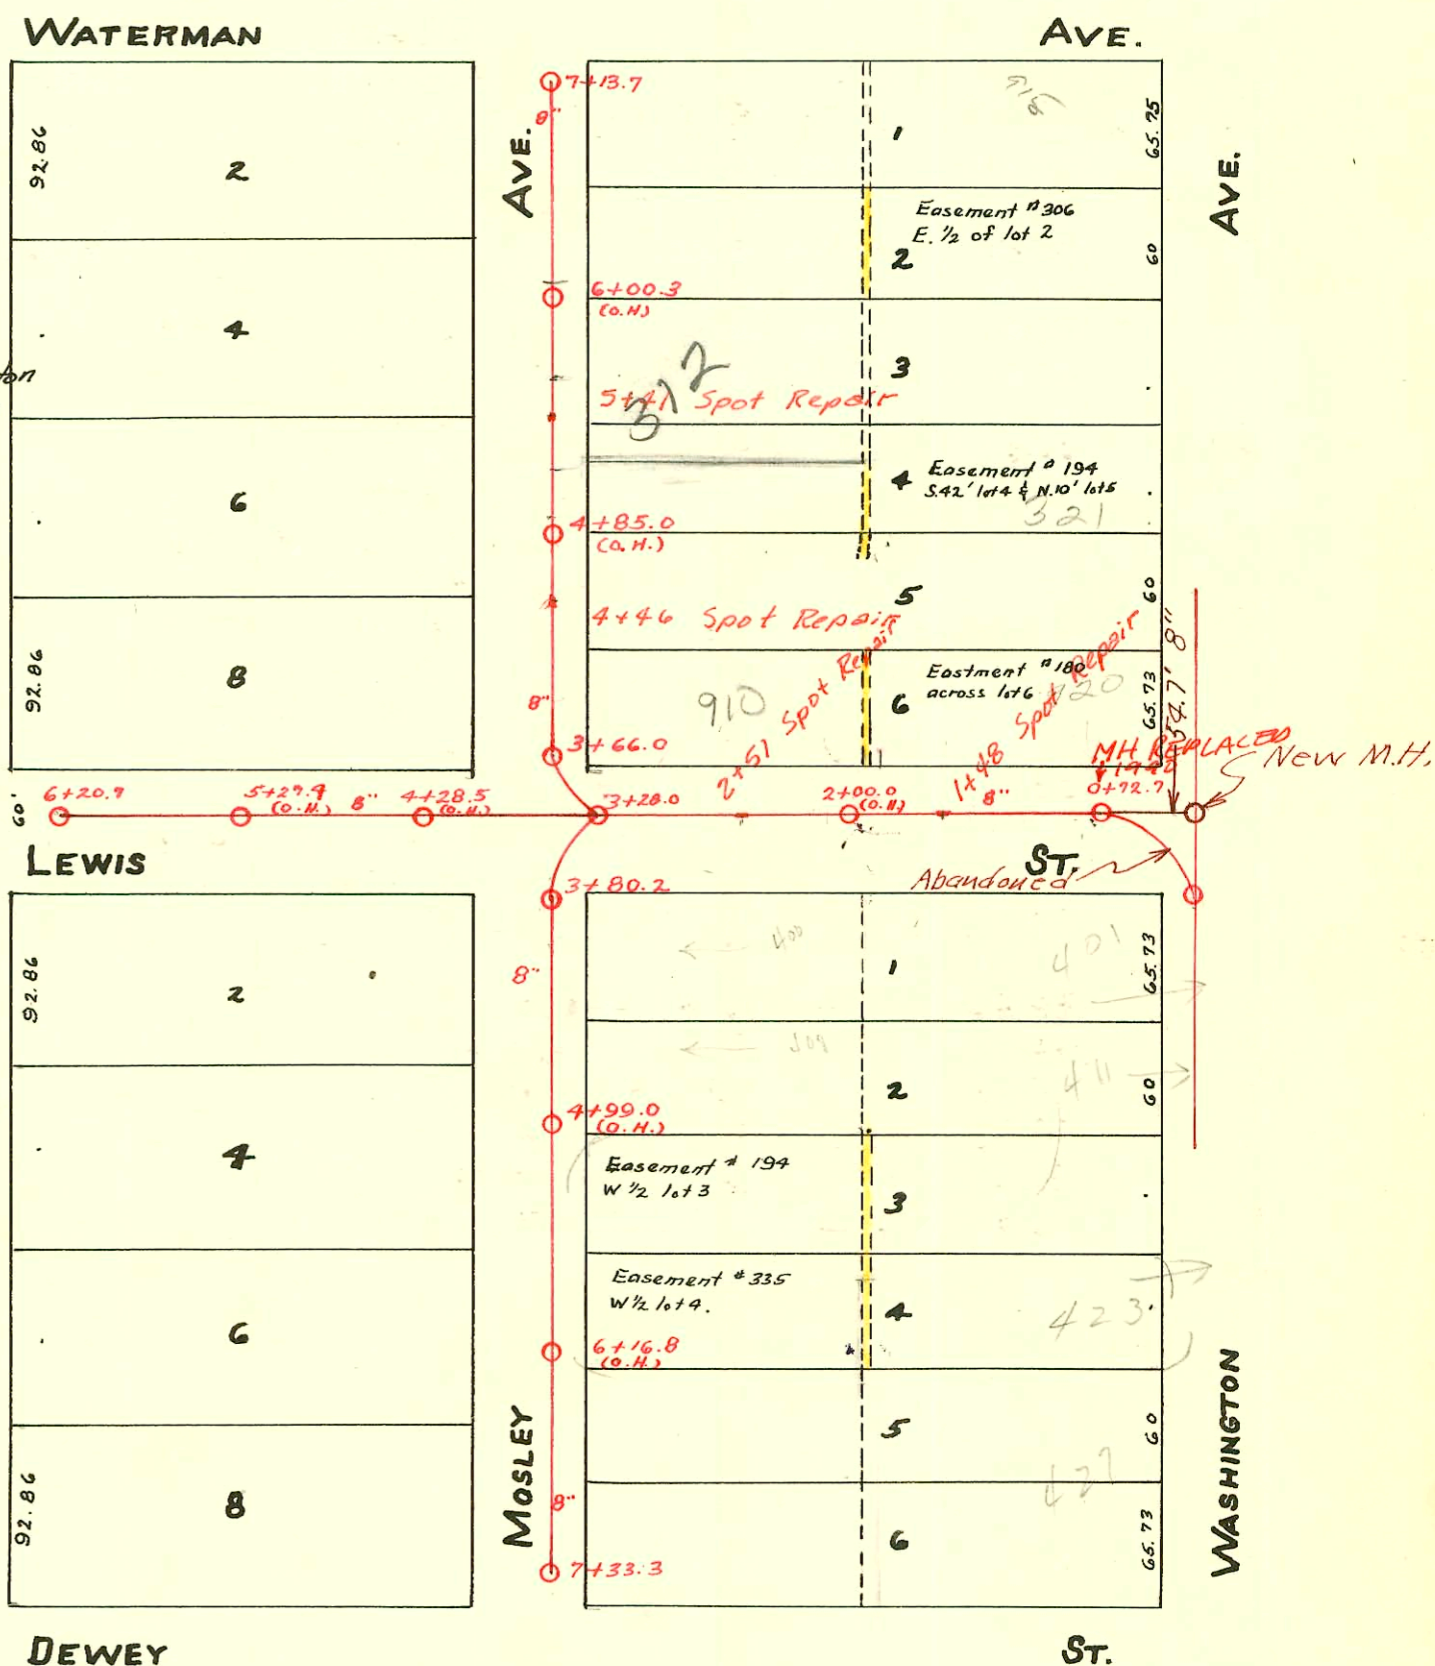 WATERMAN AVE.
7+13.7
8"
AVE.
AVE.
92.86
2
1
65.75
Easement #306
E. 1/2 of lot 2
2
60
6+00.3
(O.H)
4
3
312
5+41 Spot Repair
6
4
Easement # 194
S.42' lot 4 & N.10' lot 5
321
4+85.0
(O.H.)
5
60
4+46 Spot Repair
92.86
8
8"
910
6
Eastment #180
across lot 6
920
65.73
54.7' 8"
3+66.0
2+51 Spot Repair
1+48 Spot Repair
MH REPLACED
New M.H.
60'
6+20.9
5+29.4
(O.H.)
8"
4+28.5
(O.H.)
3+28.0
2+00.0
(O.H.)
8"
0+72.7
LEWIS ST.
Abandoned
3+80.2
92.86
2
8"
400
1
401
65.73
409
2
411
60
4+99.0
(O.H.)
4
Easement # 194
W 1/2 lot 3
3
Easement #335
W 1/2 lot 4.
4
423
6
6+16.8
(O.H.)
5
60
427
92.86
8
MOSLEY
8"
6
65.73
WASHINGTON
7+33.3
DEWEY ST.